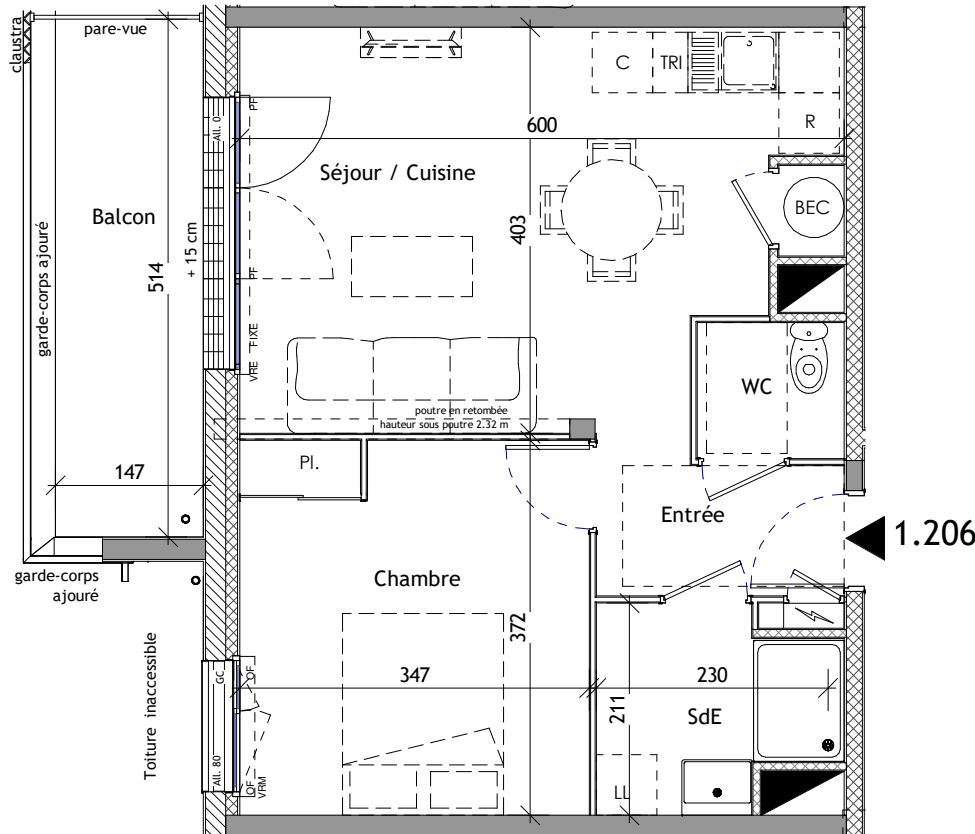 claustra
pare-vue
C
TRI
R
PF
All. 0
600
Séjour / Cuisine
BEC
Balcon
garde-corps ajouré
514
+ 15 cm
403
PF
FIXE
VRE
WC
poutre en retombée
hauteur sous poutre 2.32 m
Pl.
147
Entrée
1.206
garde-corps
ajouré
Chambre
372
Toiture inaccessible
GC
OF
347
230
211
SdE
All. 80
OF
VRM
LL